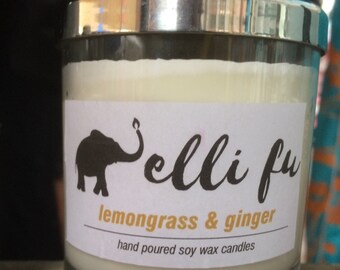 elli fu
lemongrass & ginger
hand poured soy wax candles